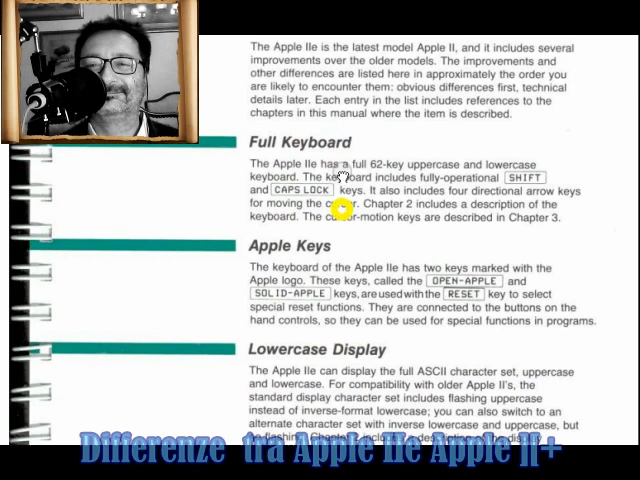 The Apple IIe is the latest model Apple II, and it includes several
improvements over the older models. The improvements and
other differences are listed here in approximately the order you
are likely to encounter them: obvious differences first, technical
details later. Each entry in the list includes references to the
chapters in this manual where the item is described.
Full Keyboard
The Apple IIe has a full 62-key uppercase and lowercase
keyboard. The keyboard includes fully-operational SHIFT
and CAPS LOCK keys. It also includes four directional arrow keys
for moving the cursor. Chapter 2 includes a description of the
keyboard. The cursor-motion keys are described in Chapter 3.
Apple Keys
The keyboard of the Apple IIe has two keys marked with the
Apple logo. These keys, called the OPEN-APPLE and
SOLID-APPLE keys, are used with the RESET key to select
special reset functions. They are connected to the buttons on the
hand controls, so they can be used for special functions in programs.
Lowercase Display
The Apple IIe can display the full ASCII character set, uppercase
and lowercase. For compatibility with older Apple II's, the
standard display character set includes flashing uppercase
instead of inverse-format lowercase; you can also switch to an
alternate character set with inverse lowercase and uppercase, but
no flashing. Chapter 2 includes a description of the display
Differenze tra Apple IIe Apple ][+